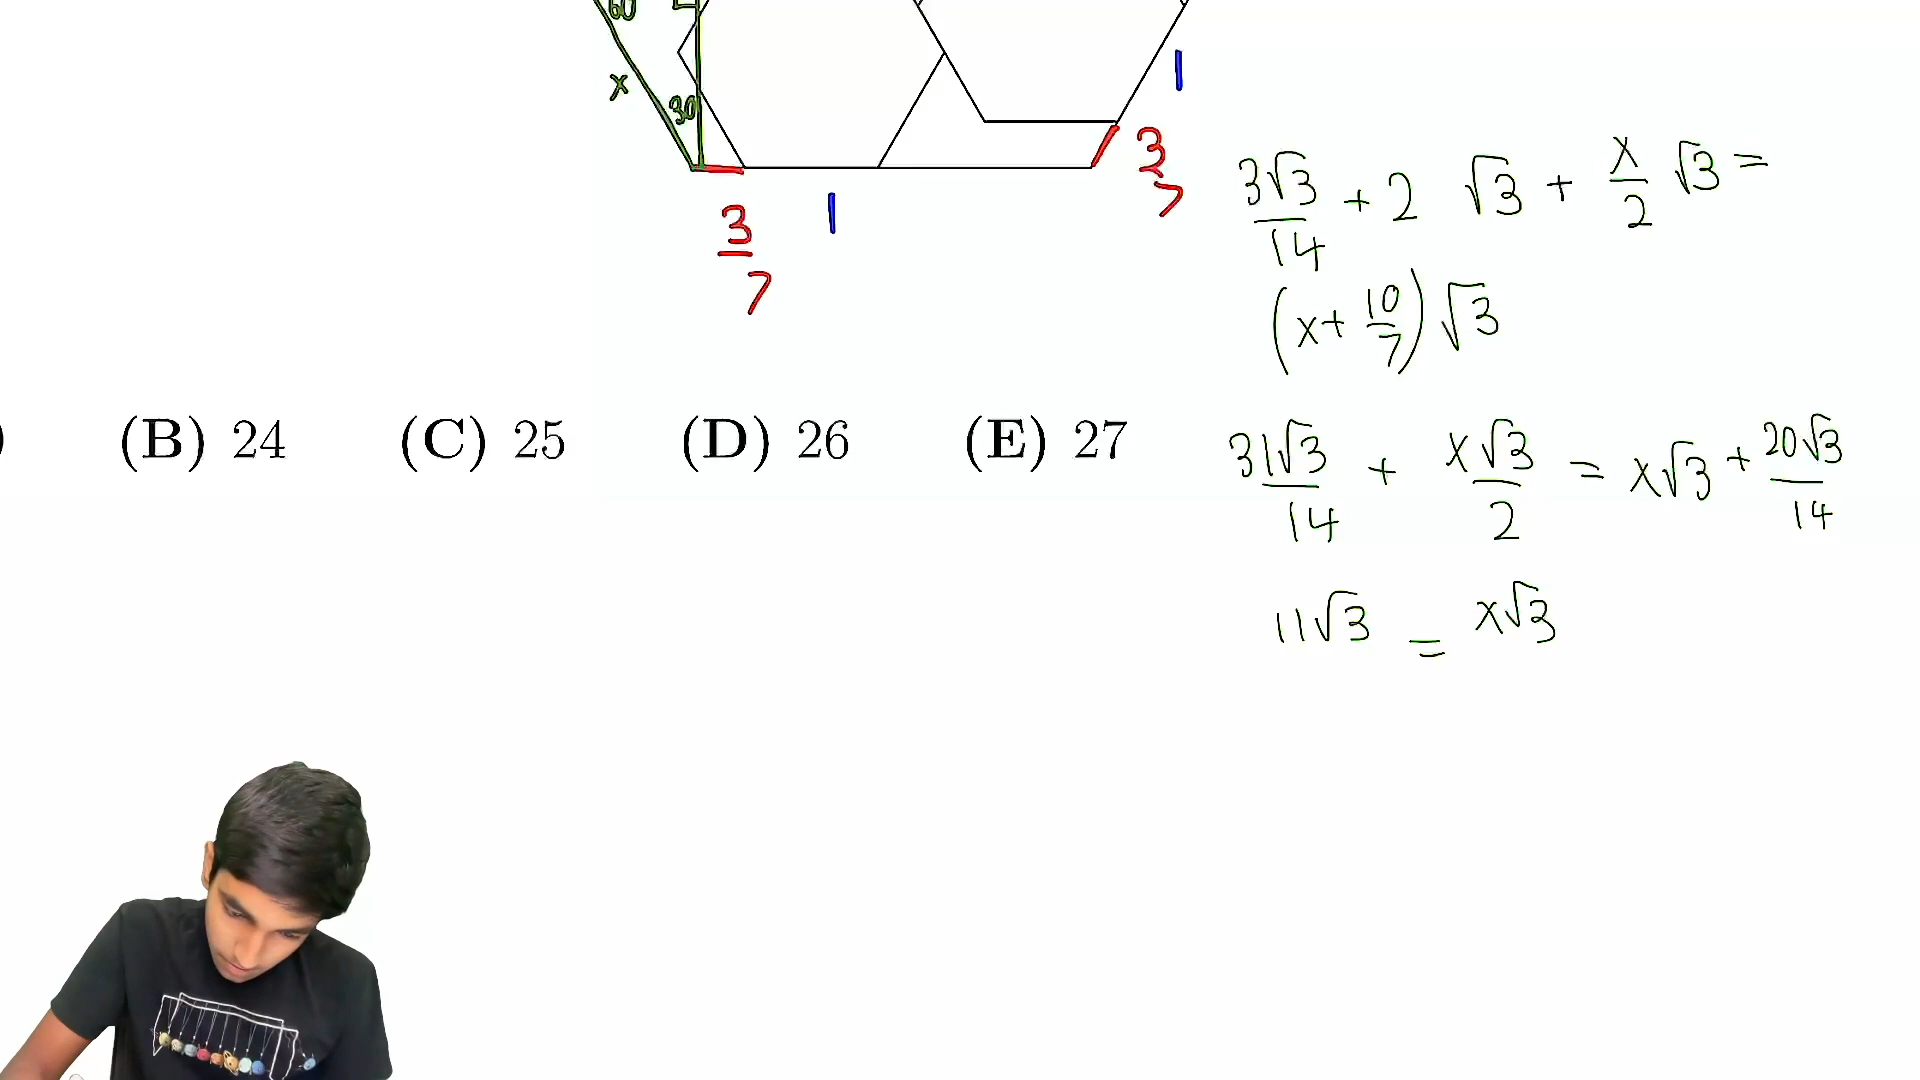 60
x
30
1
3/7
3/7
1
3√3/14 + 2 √3 + x/2 √3 =
(x + 10/7) √3
) (B) 24 (C) 25 (D) 26 (E) 27
31√3/14 + x√3/2 = x√3 + 20√3/14
11√3 = x√3